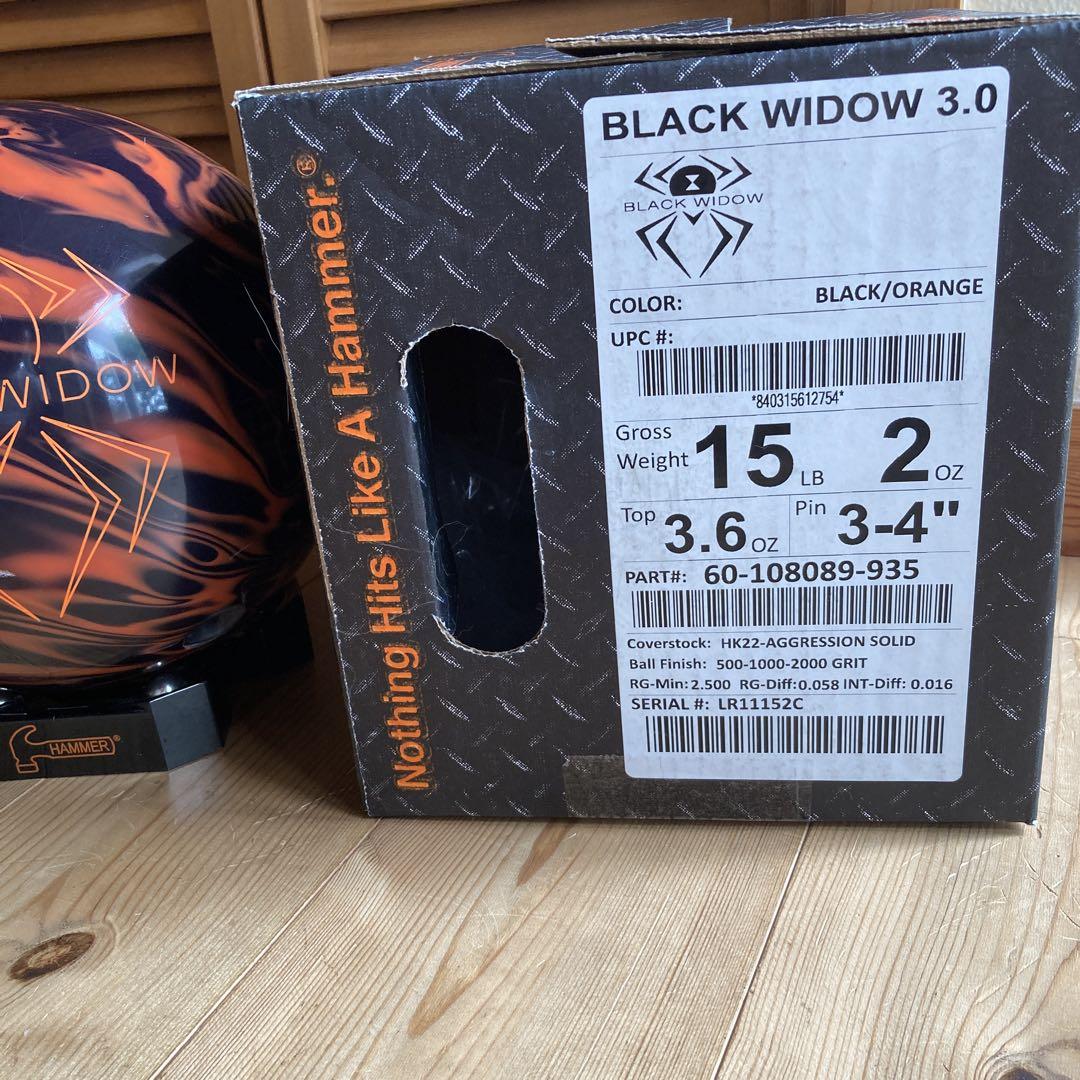 WIDOW
HAMMER®
Nothing Hits Like A Hammer.®
BLACK WIDOW 3.0
BLACK WIDOW
COLOR: BLACK/ORANGE
UPC #:
*840315612754*
Gross Weight 15 LB 2 OZ
Top 3.6 OZ Pin 3-4"
PART#: 60-108089-935
Coverstock: HK22-AGGRESSION SOLID
Ball Finish: 500-1000-2000 GRIT
RG-Min: 2.500 RG-Diff: 0.058 INT-Diff: 0.016
SERIAL #: LR11152C